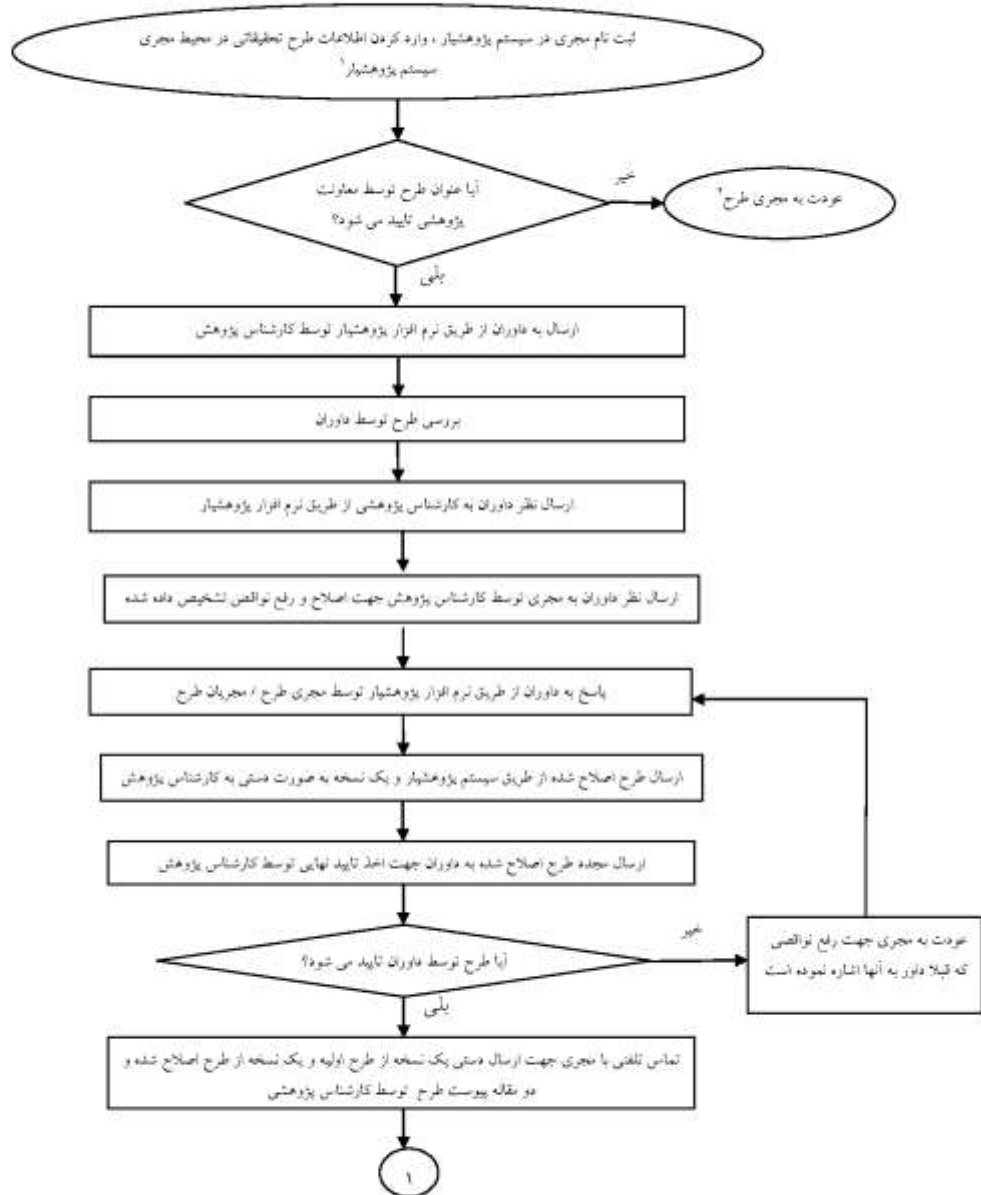 ثبت نام مجری در سیستم پژوهشیار ، وارد کردن اطلاعات طرح تحقیقاتی در محیط مجری
سیستم پژوهشیار۱
آیا عنوان طرح توسط معاونت
پژوهشی تایید می شود؟
خیر
عودت به مجری طرح۲
بلی
ارسال به داوران از طریق نرم افزار پژوهشیار توسط کارشناس پژوهش
بررسی طرح توسط داوران
ارسال نظر داوران به کارشناس پژوهشی از طریق نرم افزار پژوهشیار
ارسال نظر داوران به مجری توسط کارشناس پژوهش جهت اصلاح و رفع نواقص تشخیص داده شده
پاسخ به داوران از طریق نرم افزار پژوهشیار توسط مجری طرح / مجریان طرح
ارسال طرح اصلاح شده از طریق سیستم پژوهشیار و یک نسخه به صورت دستی به کارشناس پژوهش
ارسال مجدد طرح اصلاح شده به داوران جهت اخذ تایید نهایی توسط کارشناس پژوهش
آیا طرح توسط داوران تایید می شود؟
خیر
عودت به مجری جهت رفع نواقصی
که قبلا داور به آنها اشاره نموده است
بلی
تماس تلفنی با مجری جهت ارسال دستی یک نسخه از طرح اولیه و یک نسخه از طرح اصلاح شده و
دو مقاله پیوست طرح توسط کارشناس پژوهشی
۱